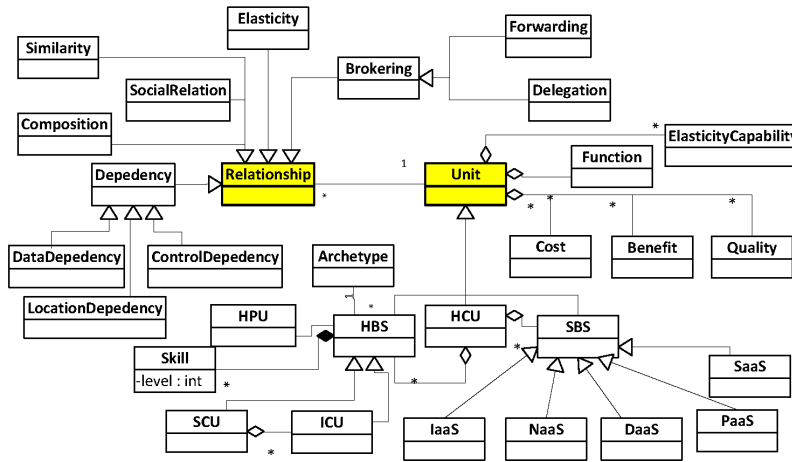 Elasticity
Forwarding
Similarity
Brokering
SocialRelation
Delegation
Composition
*
ElasticityCapability
1
Function
Depedency
Relationship
Unit
*
*
*
*
*
Cost
Benefit
Quality
DataDepedency
ControlDepedency
Archetype
LocationDepedency
1
*
HPU
HBS
HCU
SBS
Skill
-level : int
*
*
*
SaaS
SCU
ICU
*
IaaS
NaaS
DaaS
PaaS